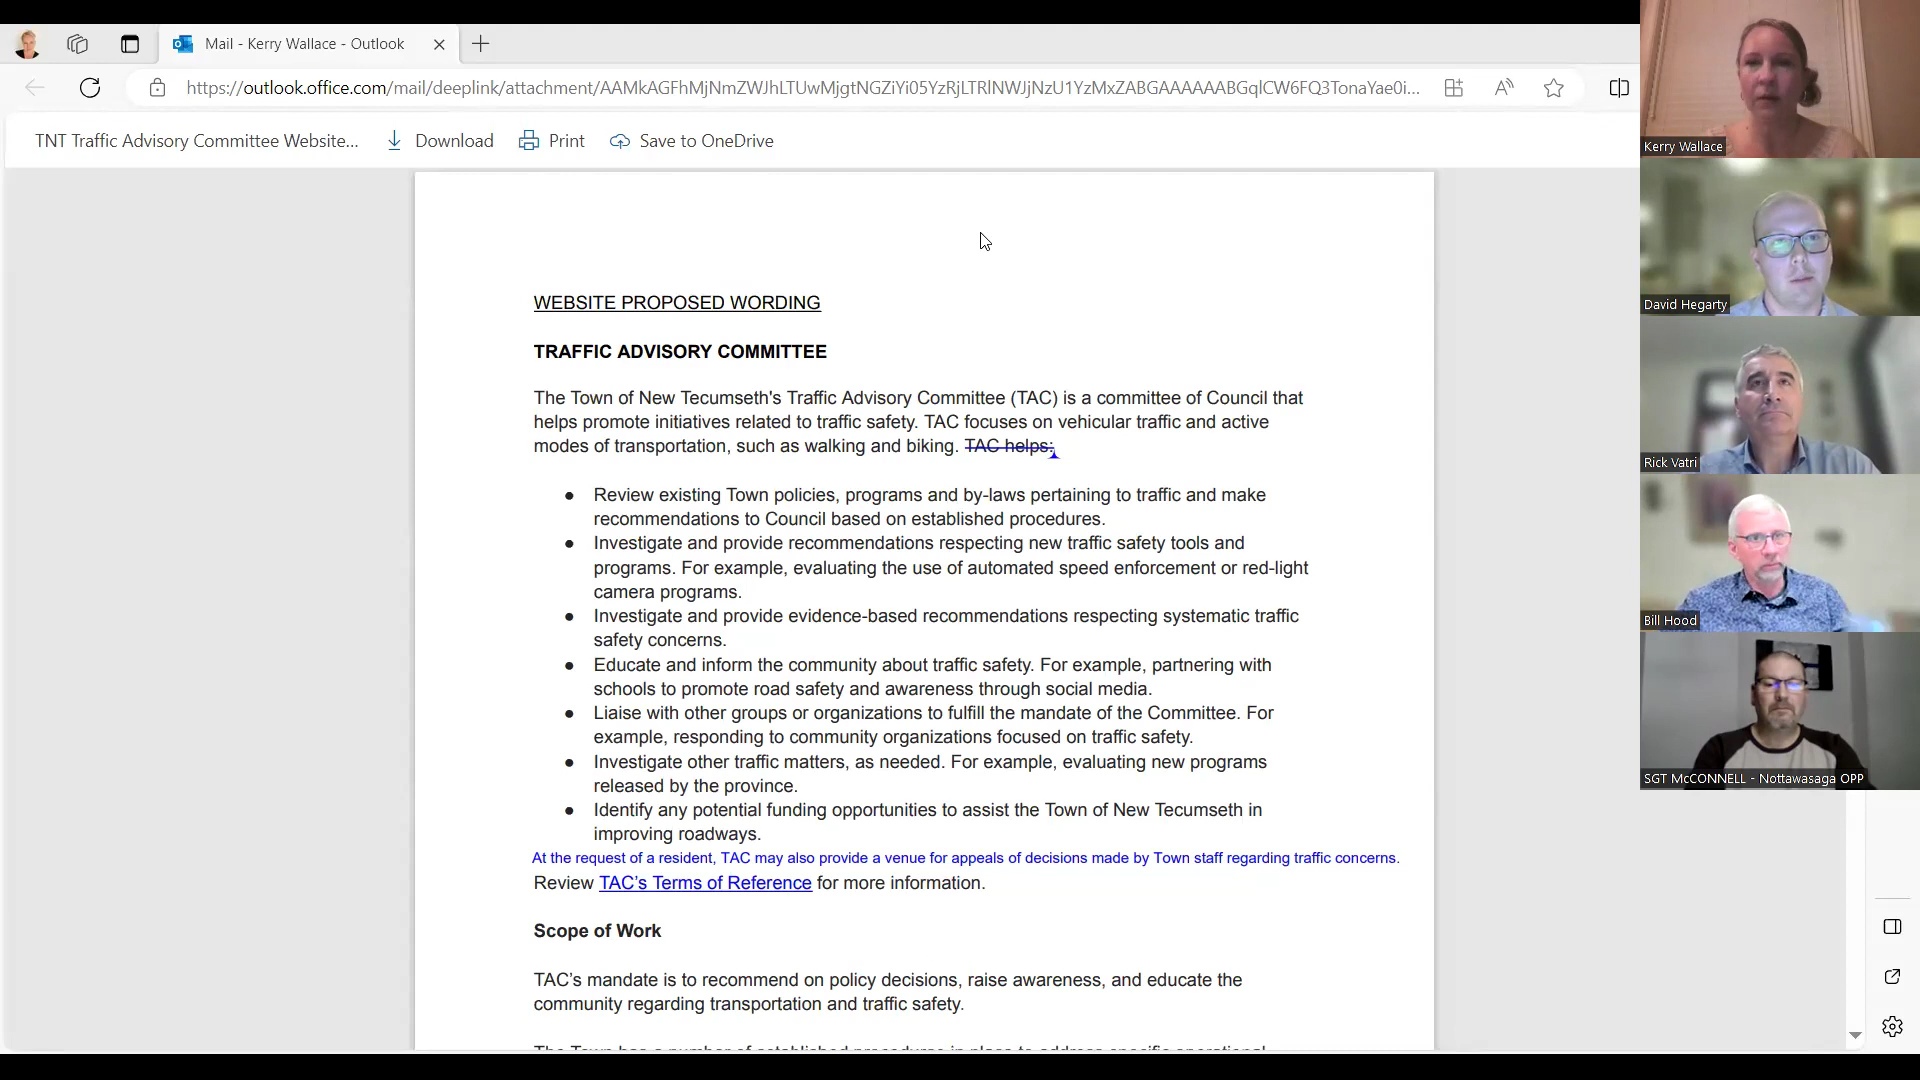 Mail - Kerry Wallace - Outlook
https://outlook.office.com/mail/deeplink/attachment/AAMkAGFhMjNmZWJhLTUwMjgtNGZiYi05YzRjLTRlNWJjNzU1YzMxZABGAAAAAABGqlCW6FQ3TonaYae0i...
TNT Traffic Advisory Committee Website...
Download
Print
Save to OneDrive
WEBSITE PROPOSED WORDING
TRAFFIC ADVISORY COMMITTEE
The Town of New Tecumseth's Traffic Advisory Committee (TAC) is a committee of Council that
helps promote initiatives related to traffic safety. TAC focuses on vehicular traffic and active
modes of transportation, such as walking and biking. TAC helps:
● Review existing Town policies, programs and by-laws pertaining to traffic and make
recommendations to Council based on established procedures.
● Investigate and provide recommendations respecting new traffic safety tools and
programs. For example, evaluating the use of automated speed enforcement or red-light
camera programs.
● Investigate and provide evidence-based recommendations respecting systematic traffic
safety concerns.
● Educate and inform the community about traffic safety. For example, partnering with
schools to promote road safety and awareness through social media.
● Liaise with other groups or organizations to fulfill the mandate of the Committee. For
example, responding to community organizations focused on traffic safety.
● Investigate other traffic matters, as needed. For example, evaluating new programs
released by the province.
● Identify any potential funding opportunities to assist the Town of New Tecumseth in
improving roadways.
At the request of a resident, TAC may also provide a venue for appeals of decisions made by Town staff regarding traffic concerns.
Review TAC's Terms of Reference for more information.
Scope of Work
TAC's mandate is to recommend on policy decisions, raise awareness, and educate the
community regarding transportation and traffic safety.
The Town has a number of established procedures in place to address specific operational
Kerry Wallace
David Hegarty
Rick Vatri
Bill Hood
SGT McCONNELL - Nottawasaga OPP